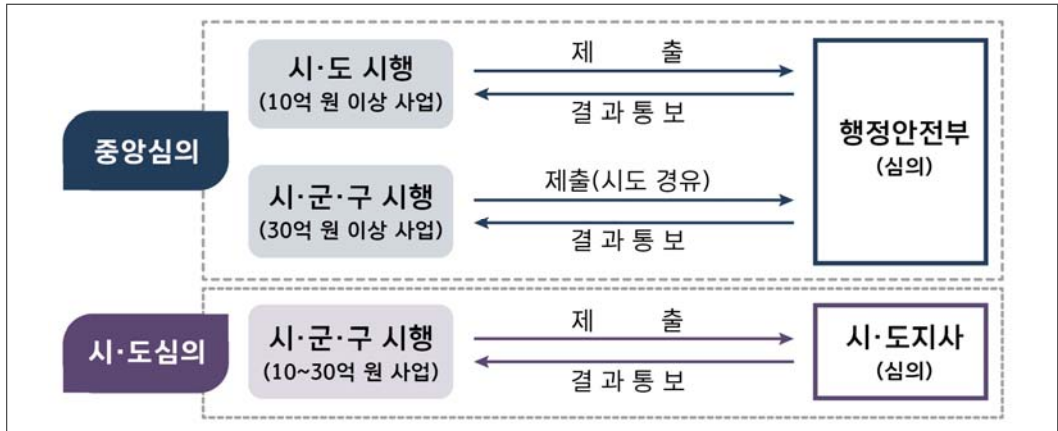 중앙심의
시·도 시행
(10억 원 이상 사업)
제 출
결 과 통 보
시·군·구 시행
(30억 원 이상 사업)
제출(시도 경유)
결 과 통 보
행정안전부
(심의)
시·도심의
시·군·구 시행
(10~30억 원 사업)
제 출
결 과 통 보
시·도지사
(심의)